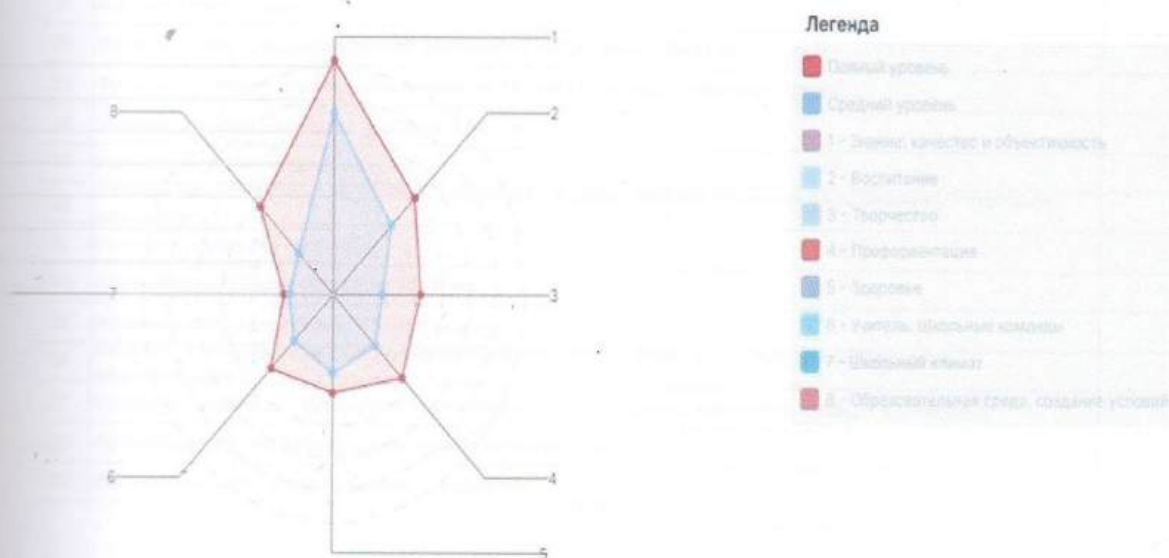 1
2
3
4
5
6
7
8
Легенда
Полный уровень
Средний уровень
1 - Знание: качество и объективность
2 - Воспитание
3 - Творчество
4 - Профориентация
5 - Здоровье
6 - Учитель. Школьные команды
7 - Школьный климат
8 - Образовательная среда, создание условий